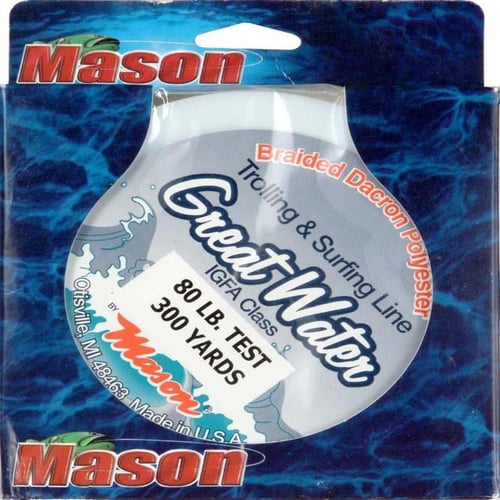 Mason
Braided Dacron Polyester
Trolling & Surfing Line
Great Water
IGFA Class
80 LB. TEST
300 YARDS
BY
Mason®
Otisville, MI 48463
Made in U.S.A.
Mason